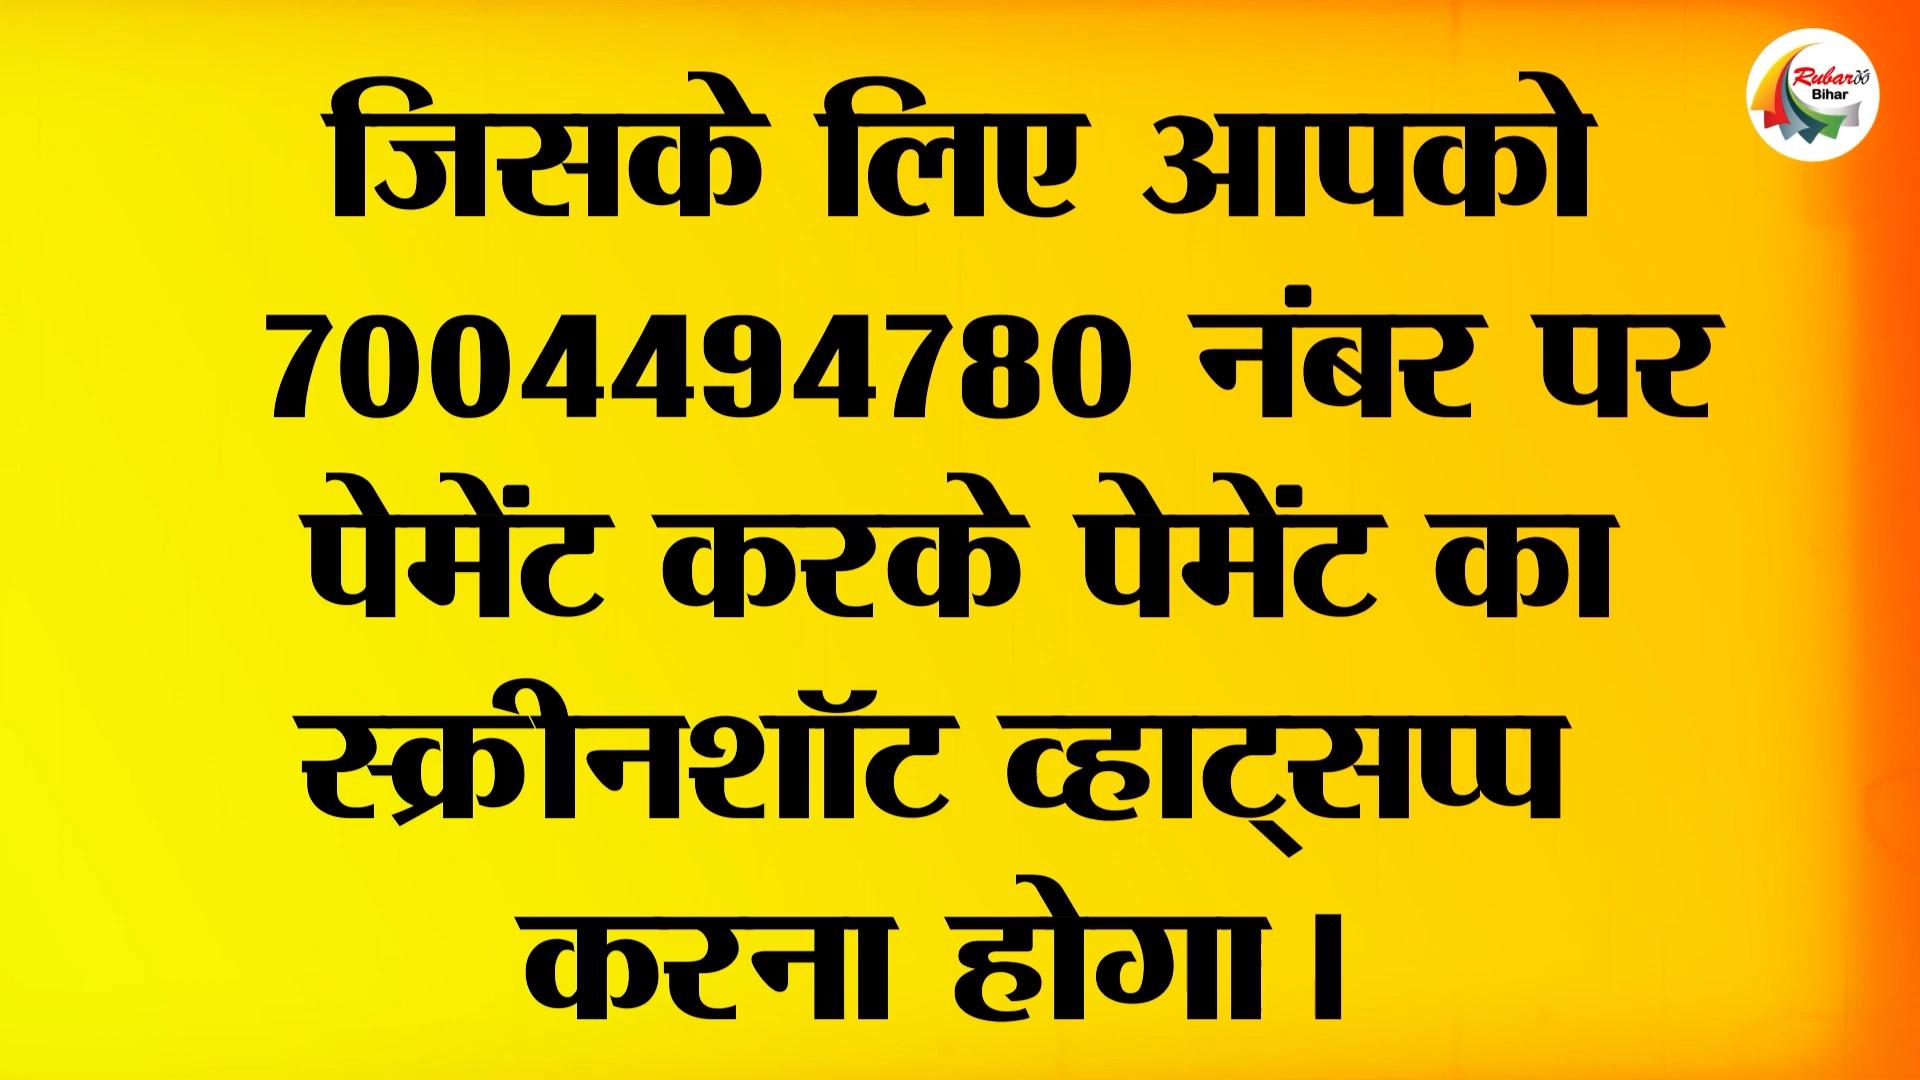 जिसके लिए आपको
7004494780 नंबर पर
पेमेंट करके पेमेंट का
स्क्रीनशॉट व्हाट्सप्प
करना होगा।
Rubaroo
Bihar